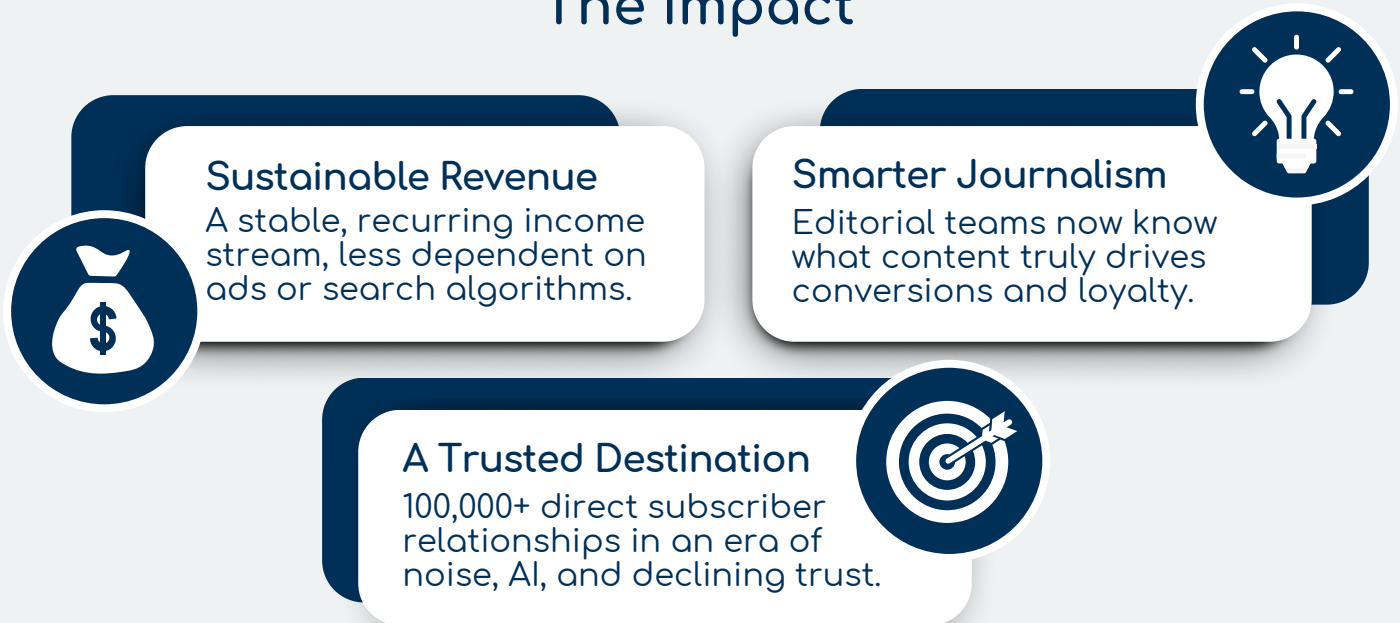 The Impact
Sustainable Revenue
A stable, recurring income
stream, less dependent on
ads or search algorithms.
Smarter Journalism
Editorial teams now know
what content truly drives
conversions and loyalty.
A Trusted Destination
100,000+ direct subscriber
relationships in an era of
noise, AI, and declining trust.
$